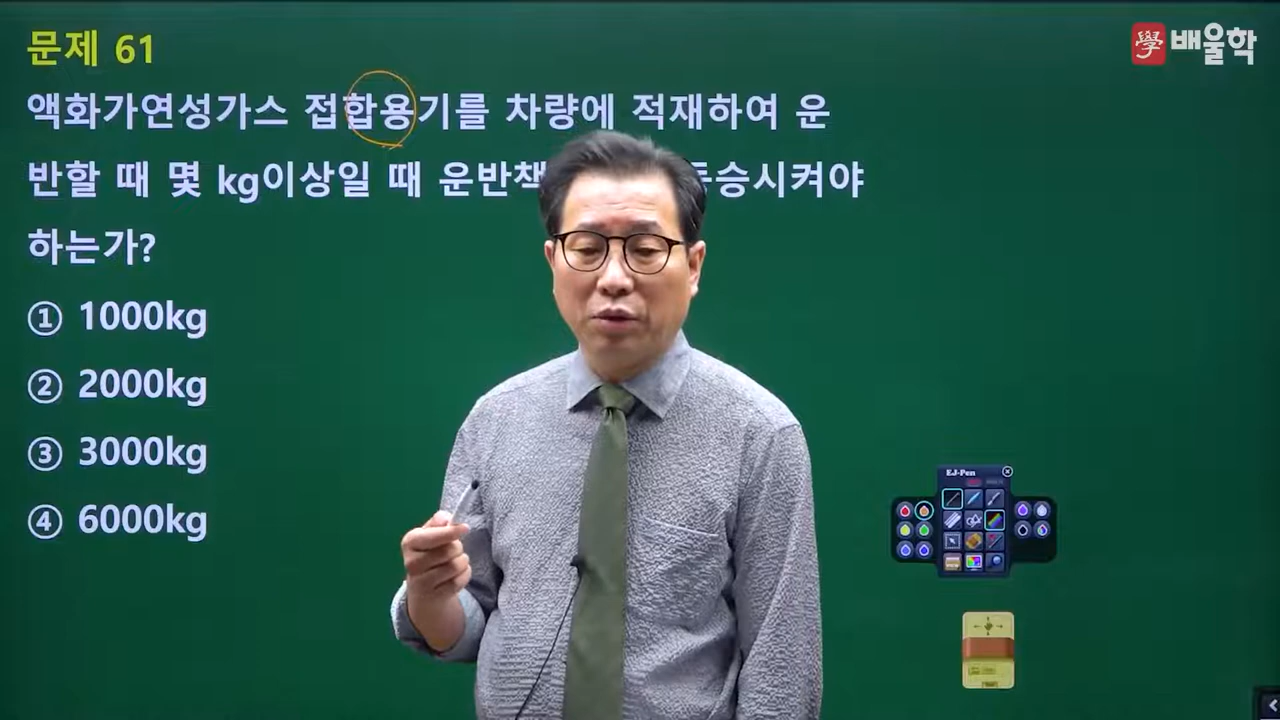 문제 61
學 배울학
액화가연성가스 접합용기를 차량에 적재하여 운
반할 때 몇 kg이상일 때 운반책 승시켜야
하는가?
① 1000kg
② 2000kg
③ 3000kg
④ 6000kg
EJ-Pen